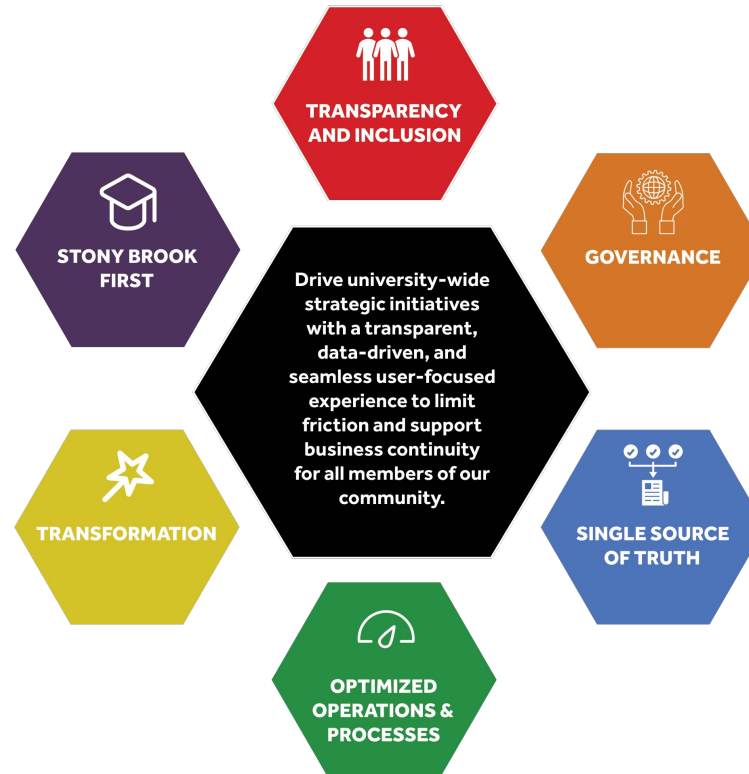 TRANSPARENCY
AND INCLUSION
STONY BROOK
FIRST
GOVERNANCE
Drive university-wide
strategic initiatives
with a transparent,
data-driven, and
seamless user-focused
experience to limit
friction and support
business continuity
for all members of our
community.
TRANSFORMATION
SINGLE SOURCE
OF TRUTH
OPTIMIZED
OPERATIONS &
PROCESSES